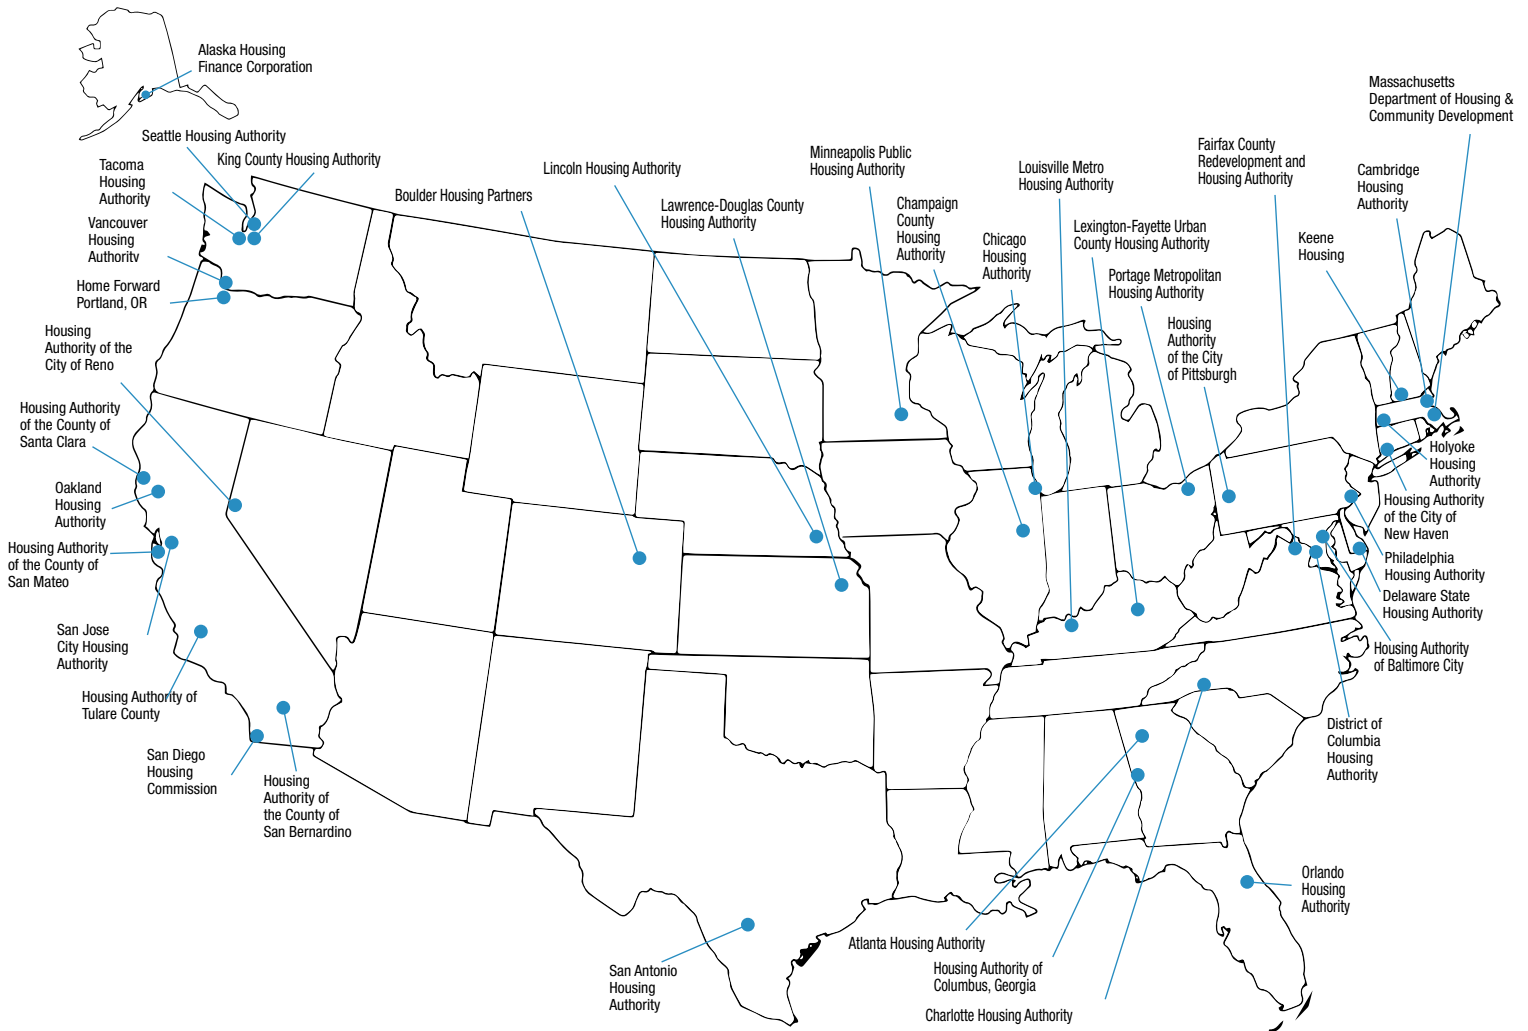 Alaska Housing
Finance Corporation
Massachusetts
Department of Housing &
Community Development
Seattle Housing Authority
King County Housing Authority
Tacoma
Housing
Authority
Vancouver
Housing
Authority
Home Forward
Portland, OR
Housing
Authority of the
City of Reno
Housing Authority
of the County of
Santa Clara
Oakland
Housing
Authority
Housing Authority
of the County of
San Mateo
San Jose
City Housing
Authority
Housing Authority of
Tulare County
San Diego
Housing
Commission
Housing
Authority of
the County of
San Bernardino
Boulder Housing Partners
Lincoln Housing Authority
Lawrence-Douglas County
Housing Authority
Minneapolis Public
Housing Authority
Champaign
County
Housing
Authority
Chicago
Housing
Authority
Louisville Metro
Housing Authority
Lexington-Fayette Urban
County Housing Authority
Portage Metropolitan
Housing Authority
Housing
Authority
of the City
of Pittsburgh
Fairfax County
Redevelopment and
Housing Authority
Keene
Housing
Cambridge
Housing
Authority
Holyoke
Housing
Authority
Housing Authority
of the City of
New Haven
Philadelphia
Housing Authority
Delaware State
Housing Authority
Housing Authority
of Baltimore City
District of
Columbia
Housing
Authority
Orlando
Housing
Authority
Atlanta Housing Authority
Housing Authority of
Columbus, Georgia
Charlotte Housing Authority
San Antonio
Housing
Authority